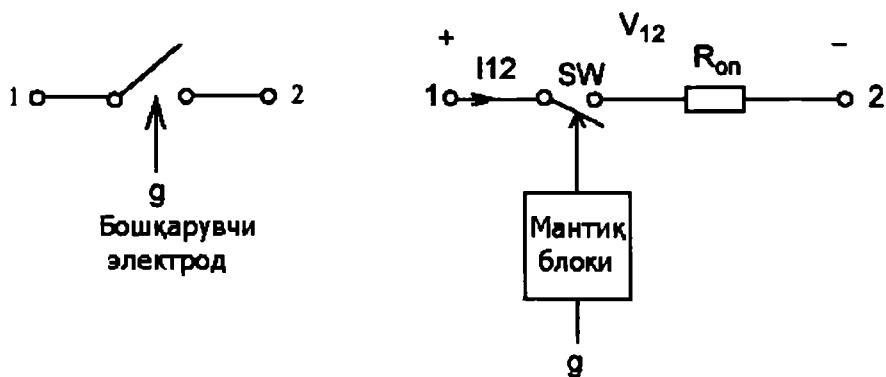 1
2
g
Бошқарувчи
электрод
+
V12
–
I12
SW
Ron
1
2
Мантиқ
блоки
g